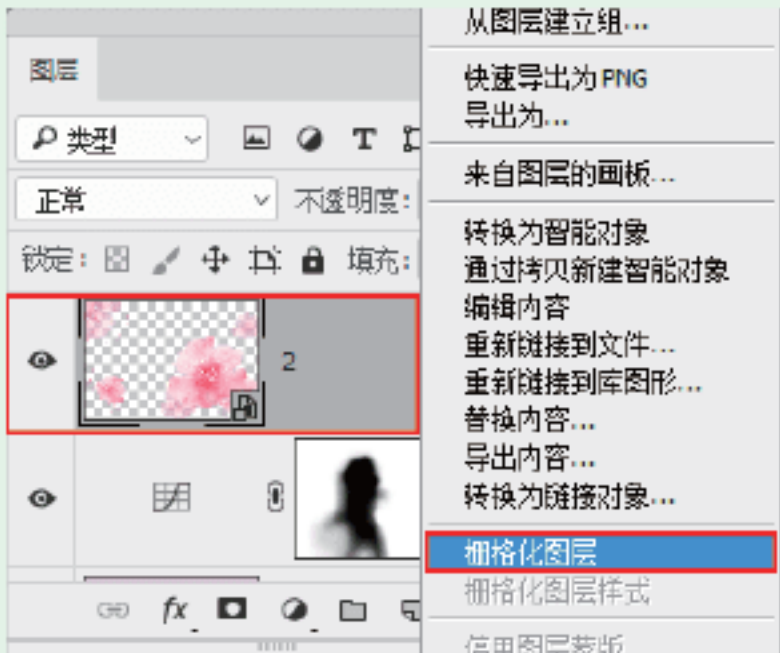 图层
类型
T
正常
不透明度:
锁定:
填充:
2
fx
从图层建立组...
快速导出为 PNG
导出为...
来自图层的画板...
转换为智能对象
通过拷贝新建智能对象
编辑内容
重新链接到文件...
重新链接到库图形...
替换内容...
导出内容...
转换为链接对象...
栅格化图层
栅格化图层样式